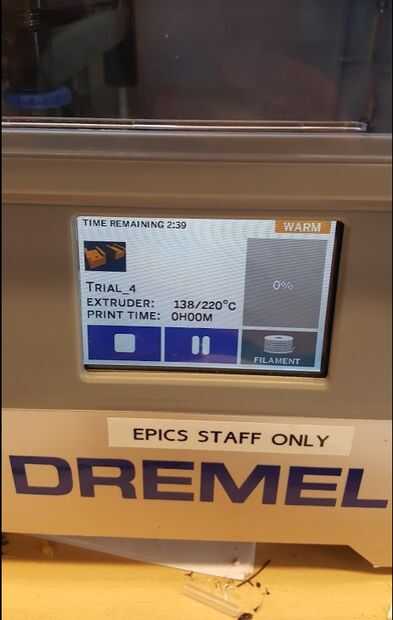 TIME REMAINING 2:39
WARM
0%
TRIAL_4
EXTRUDER: 138/220°C
PRINT TIME: 0H00M
FILAMENT
EPICS STAFF ONLY
DREMEL